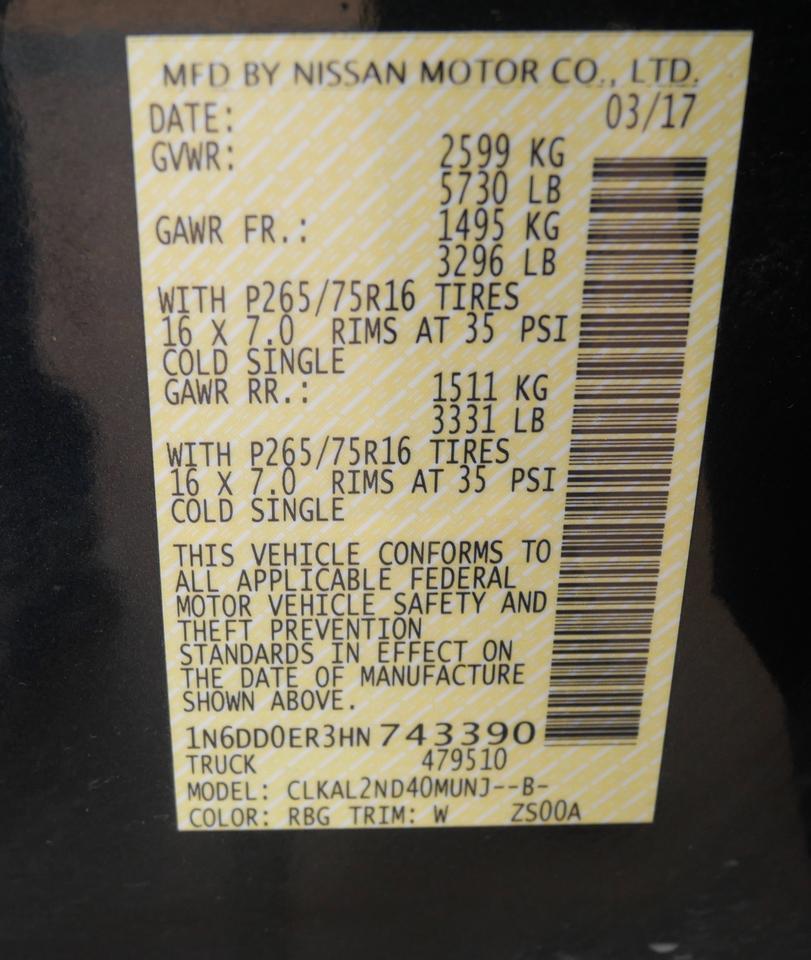 MFD BY NISSAN MOTOR CO., LTD.
DATE: 03/17
GVWR: 2599 KG
5730 LB
GAWR FR.: 1495 KG
3296 LB
WITH P265/75R16 TIRES
16 X 7.0 RIMS AT 35 PSI
COLD SINGLE
GAWR RR.: 1511 KG
3331 LB
WITH P265/75R16 TIRES
16 X 7.0 RIMS AT 35 PSI
COLD SINGLE
THIS VEHICLE CONFORMS TO
ALL APPLICABLE FEDERAL
MOTOR VEHICLE SAFETY AND
THEFT PREVENTION
STANDARDS IN EFFECT ON
THE DATE OF MANUFACTURE
SHOWN ABOVE.
1N6DD0ER3HN743390
TRUCK 479510
MODEL: CLKAL2ND40MUNJ--B-
COLOR: RBG TRIM: W ZS00A